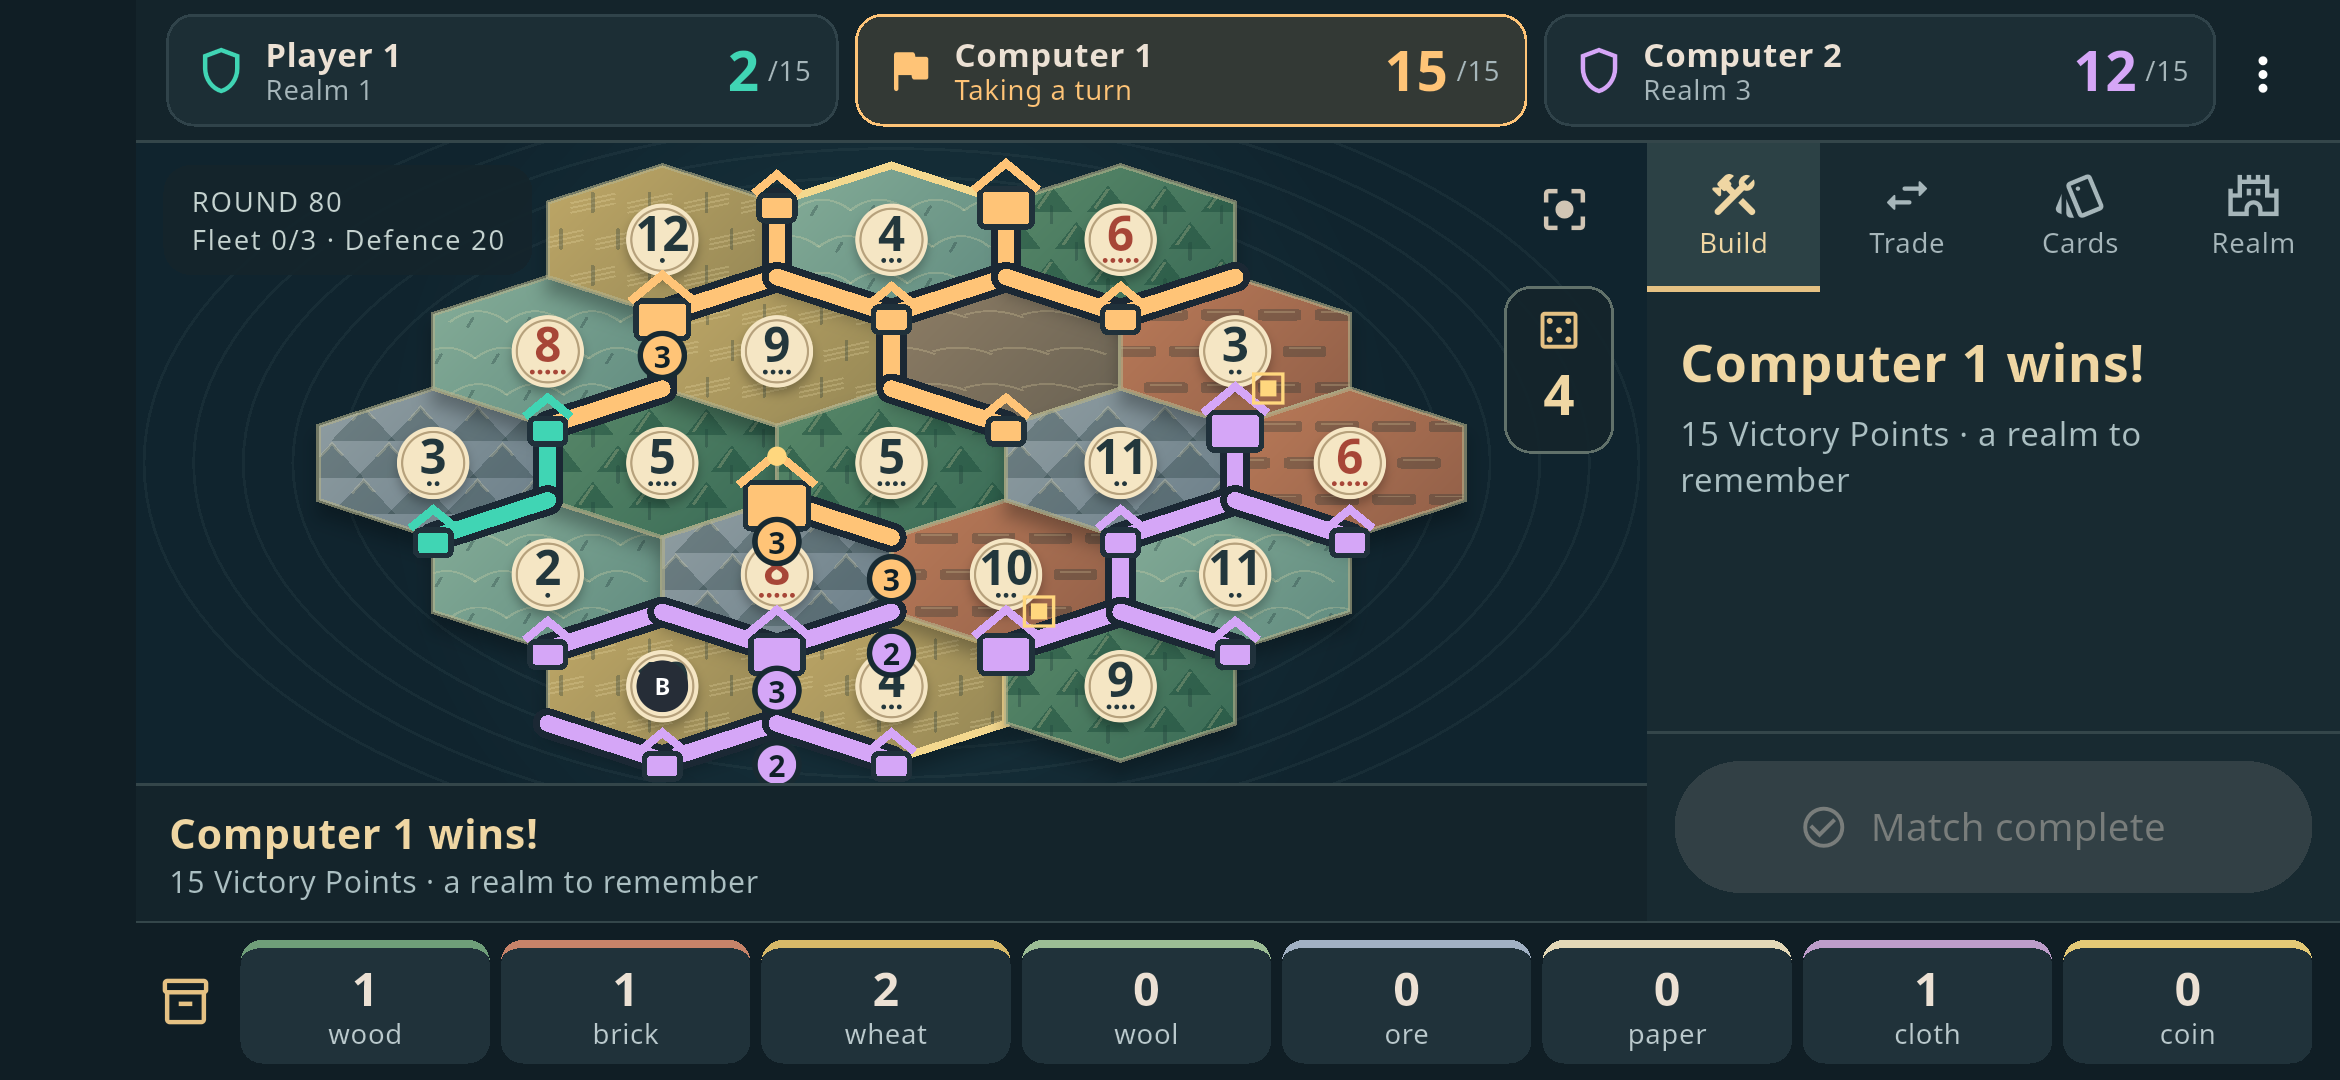 Player 1
Realm 1
2 /15
Computer 1
Taking a turn
15 /15
Computer 2
Realm 3
12 /15
ROUND 80
Fleet 0/3 · Defence 20
12
4
6
8
3
9
3
3
5
5
11
6
3
2
8
3
10
11
B
3
2
4
9
2
4
Build
Trade
Cards
Realm
Computer 1 wins!
15 Victory Points · a realm to
remember
Match complete
Computer 1 wins!
15 Victory Points · a realm to remember
1
wood
1
brick
2
wheat
0
wool
0
ore
0
paper
1
cloth
0
coin